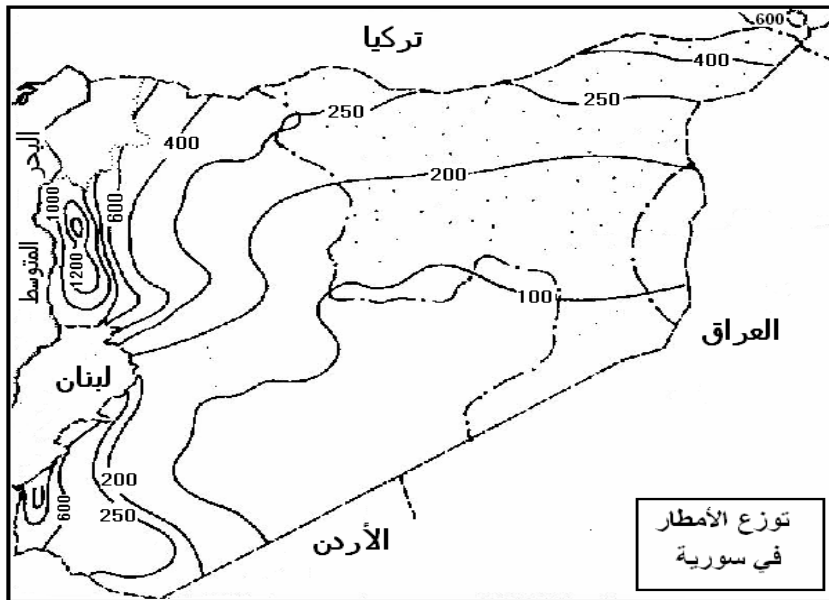 تركيا
600
400
250
250
400
200
البحر
المتوسط
1000
600
1200
100
العراق
لبنان
200
600
250
الأردن
توزع الأمطار
في سورية